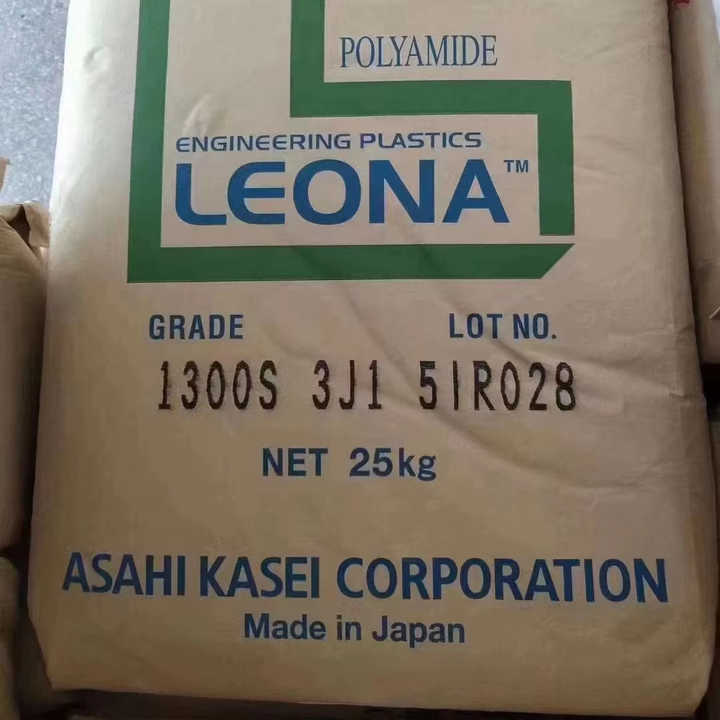 POLYAMIDE
ENGINEERING PLASTICS
LEONA™
GRADE LOT NO.
1300S 3J1 5IR028
NET 25kg
ASAHI KASEI CORPORATION
Made in Japan